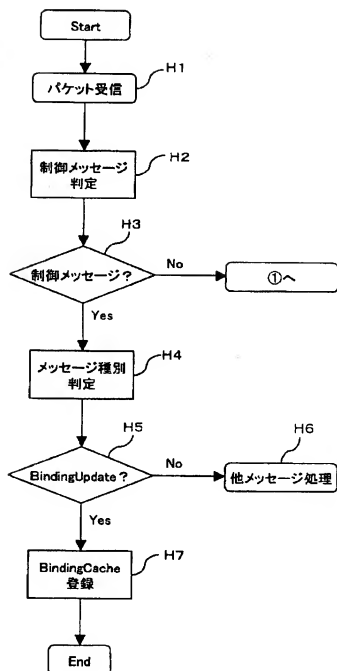 Start
H1
パケット受信
H2
制御メッセージ
判定
H3
制御メッセージ?
No
①へ
Yes
H4
メッセージ種別
判定
H5
H6
BindingUpdate?
No
他メッセージ処理
Yes
H7
BindingCache
登録
End